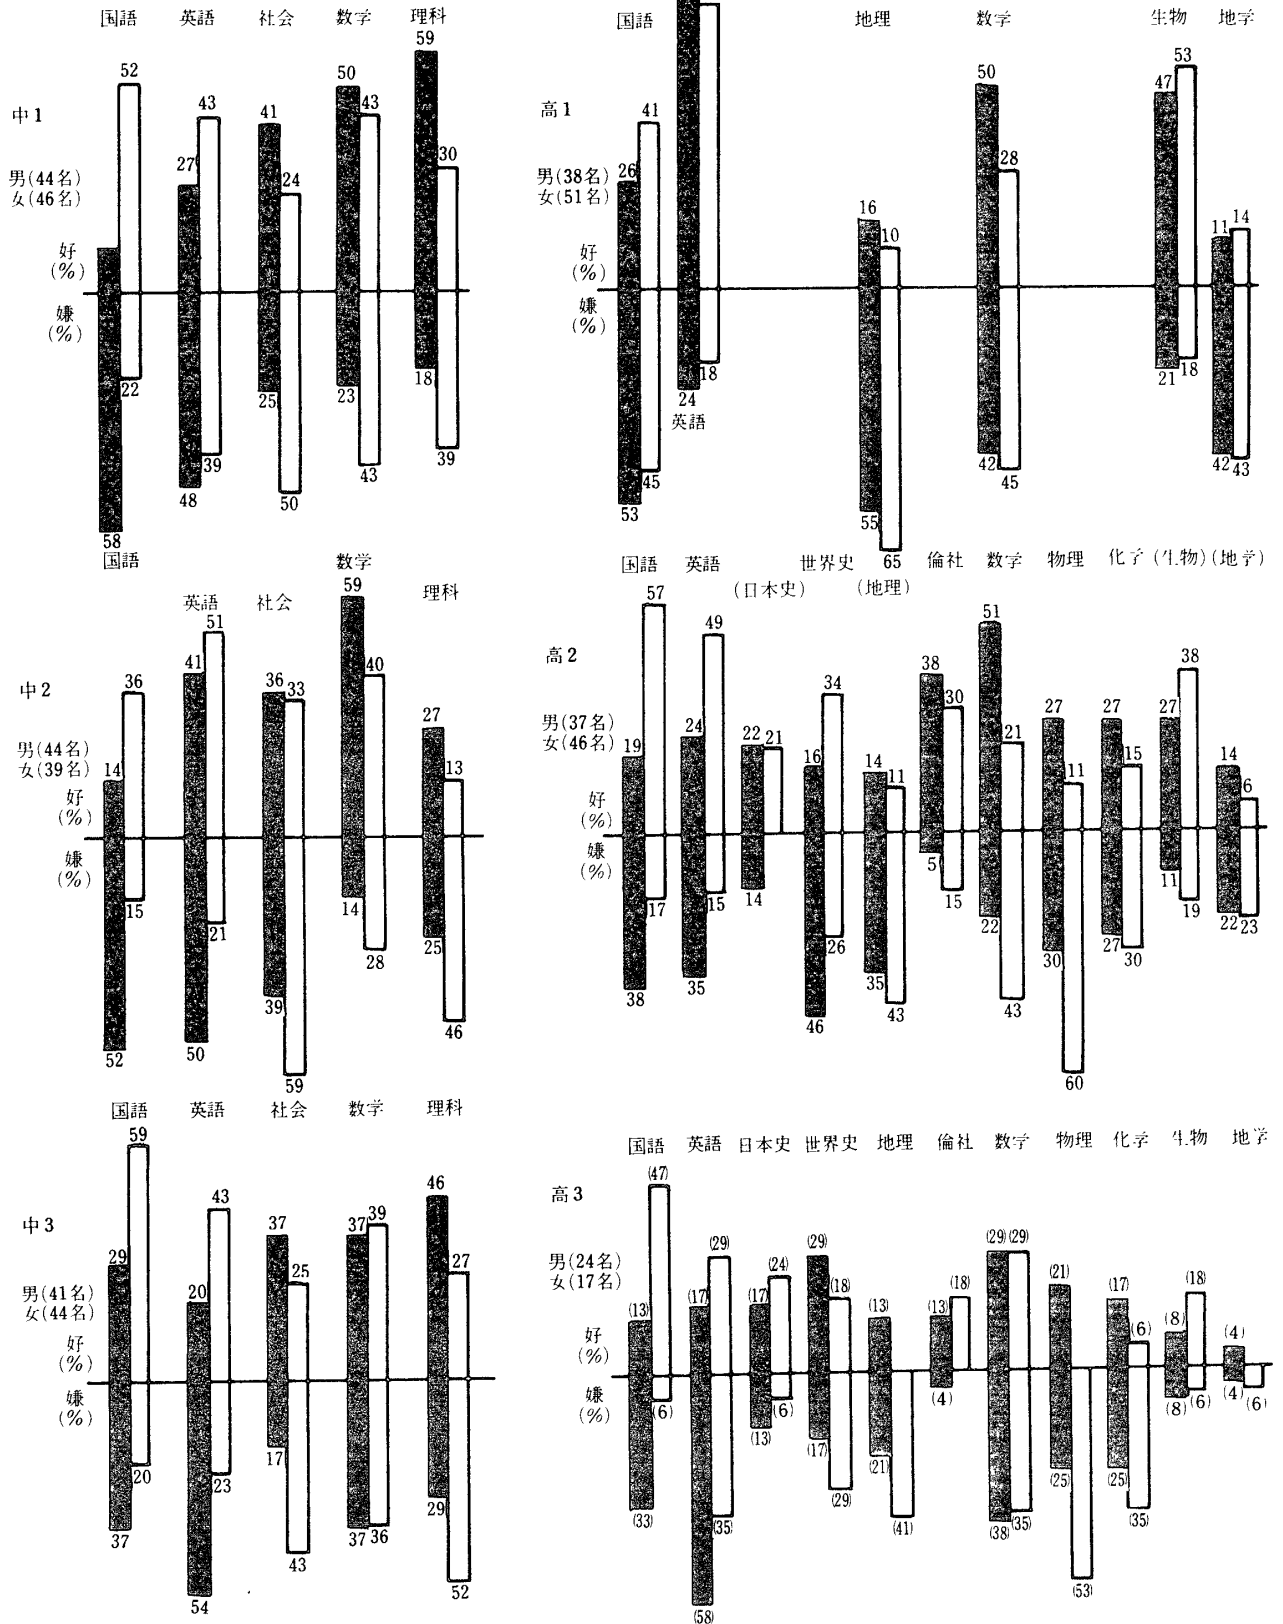 国語 英語 社会 数学 理科
52 43 50 43 59
27 41 24 30
中1
男(44名)
女(46名)
好
(%)
嫌
(%)
22 25 23 18
48 39 50 43 39
58
国語 地理 数学 生物 地学
高1
男(38名)
女(51名)
26 41 16 10 50 28 47 53 11 14
好
(%)
嫌
(%)
24 18 21 18
英語
53 45 55 65 42 45 42 43
国語 英語 社会 数学 理科
中2
男(44名)
女(39名)
14 36 41 51 36 33 59 40 27 13
好
(%)
嫌
(%)
52 15 50 21 39 59 14 28 25 46
国語 英語 (日本史) 世界史 (地理) 倫社 数学 物理 化学 (生物) (地学)
高2
男(37名)
女(46名)
19 57 24 49 22 21 16 34 14 11 38 30 51 21 27 11 27 15 27 38 14 6
好
(%)
嫌
(%)
38 17 35 15 14 46 26 35 43 5 15 22 43 30 60 27 30 11 19 22 23
国語 英語 社会 数学 理科
中3
男(41名)
女(44名)
29 59 20 43 37 25 37 39 46 27
好
(%)
嫌
(%)
37 20 54 23 17 43 37 36 29 52
国語 英語 日本史 世界史 地理 倫社 数学 物理 化学 生物 地学
高3
男(24名)
女(17名)
(13) (47) (17) (29) (17) (24) (29) (18) (13) (13) (18) (29) (29) (21) (17) (6) (8) (18) (4)
好
(%)
嫌
(%)
(33) (6) (58) (35) (13) (6) (17) (29) (21) (41) (4) (38) (35) (25) (53) (25) (35) (8) (6) (4) (6)